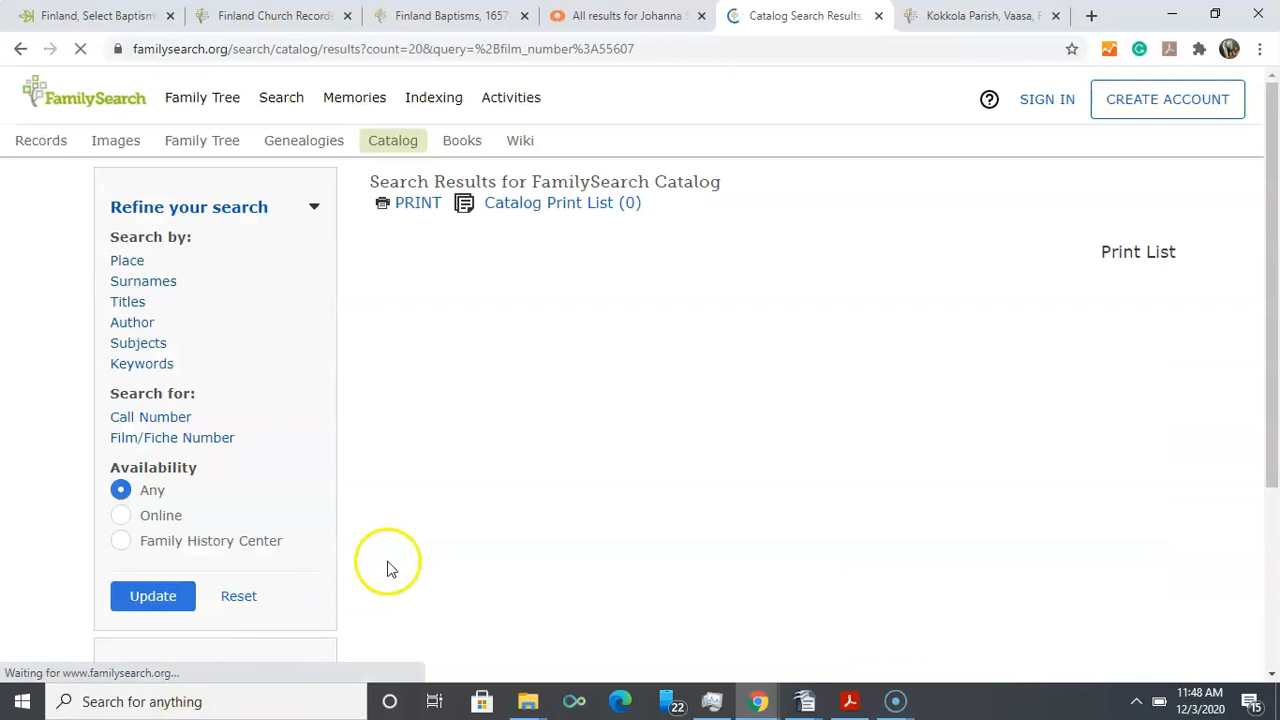 Finland, Select Baptism
Finland Church Records
Finland Baptisms, 1657
All results for Johanna S
Catalog Search Results
Kokkola Parish, Vaasa, F
familysearch.org/search/catalog/results?count=20&query=%2Bfilm_number%3A55607
FamilySearch
Family Tree
Search
Memories
Indexing
Activities
SIGN IN
CREATE ACCOUNT
Records
Images
Family Tree
Genealogies
Catalog
Books
Wiki
Refine your search
Search by:
Place
Surnames
Titles
Author
Subjects
Keywords
Search for:
Call Number
Film/Fiche Number
Availability
Any
Online
Family History Center
Update
Reset
Search Results for FamilySearch Catalog
PRINT
Catalog Print List (0)
Print List
Waiting for www.familysearch.org...
Search for anything
22
11:48 AM
12/3/2020
15